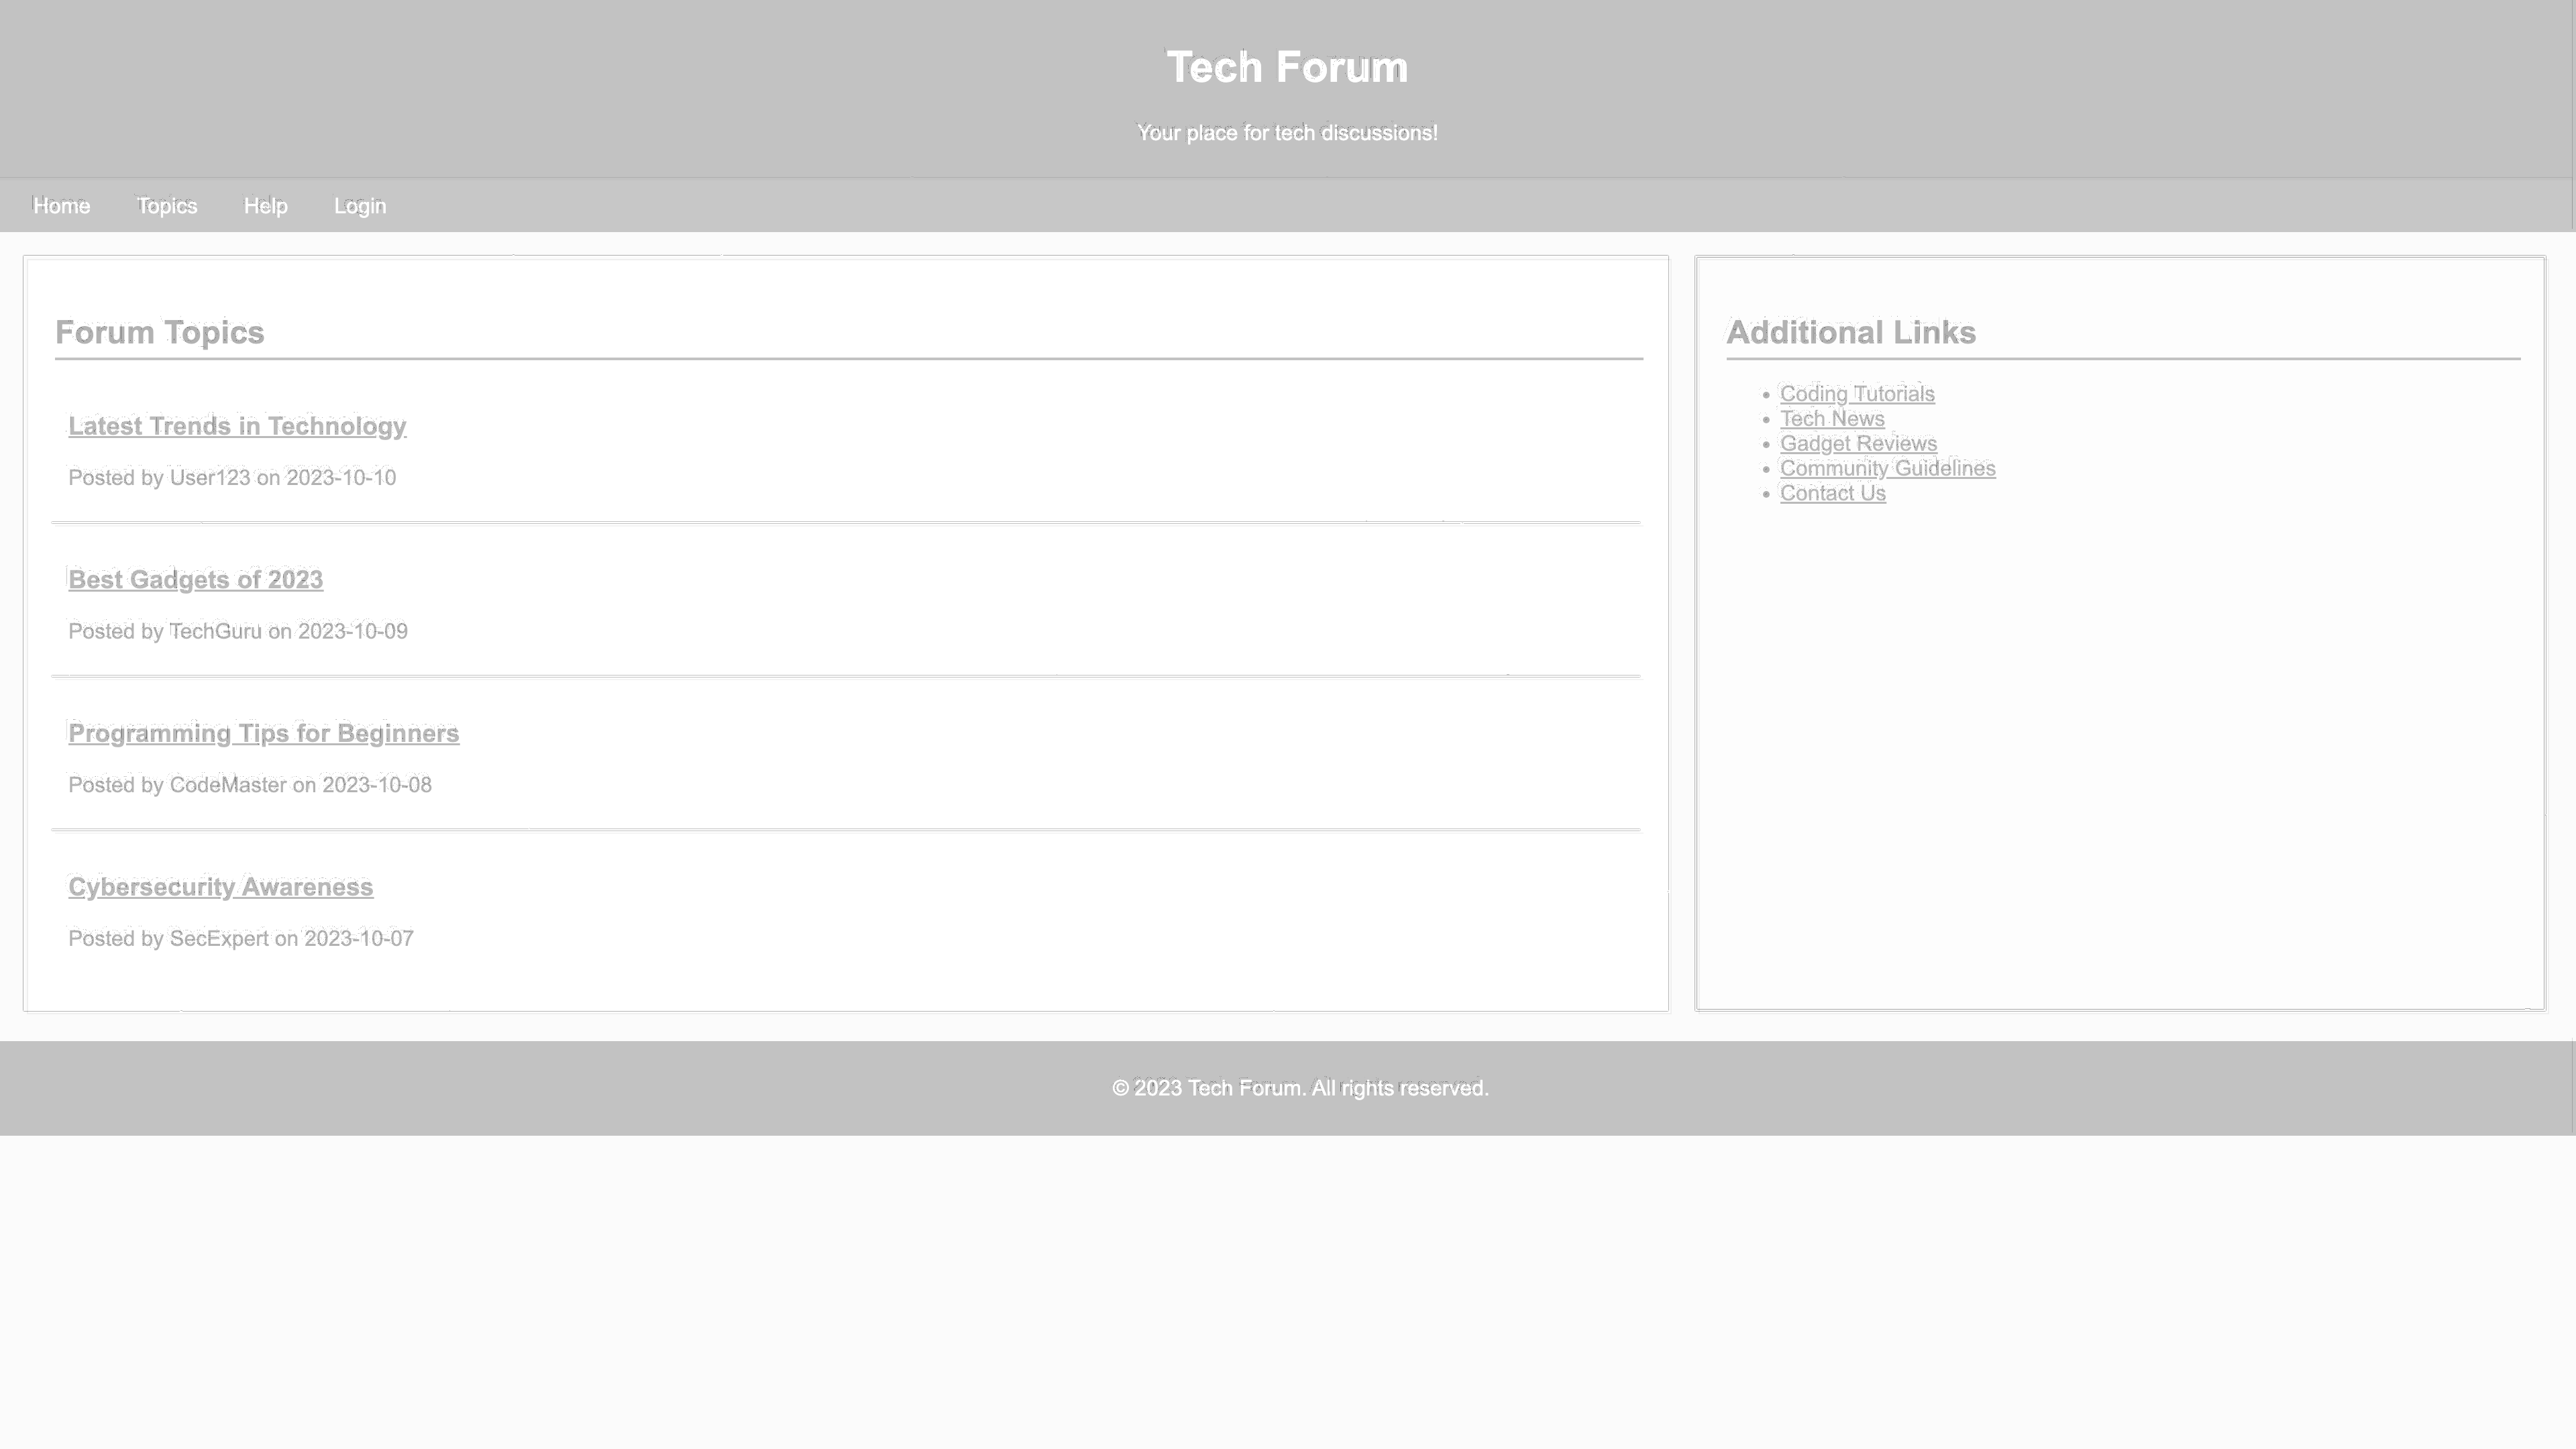 Tech Forum
Your place for tech discussions!
Home Topics Help Login
Forum Topics
Latest Trends in Technology
Posted by User123 on 2023-10-10
Best Gadgets of 2023
Posted by TechGuru on 2023-10-09
Programming Tips for Beginners
Posted by CodeMaster on 2023-10-08
Cybersecurity Awareness
Posted by SecExpert on 2023-10-07
Additional Links
Coding Tutorials
Tech News
Gadget Reviews
Community Guidelines
Contact Us
© 2023 Tech Forum. All rights reserved.